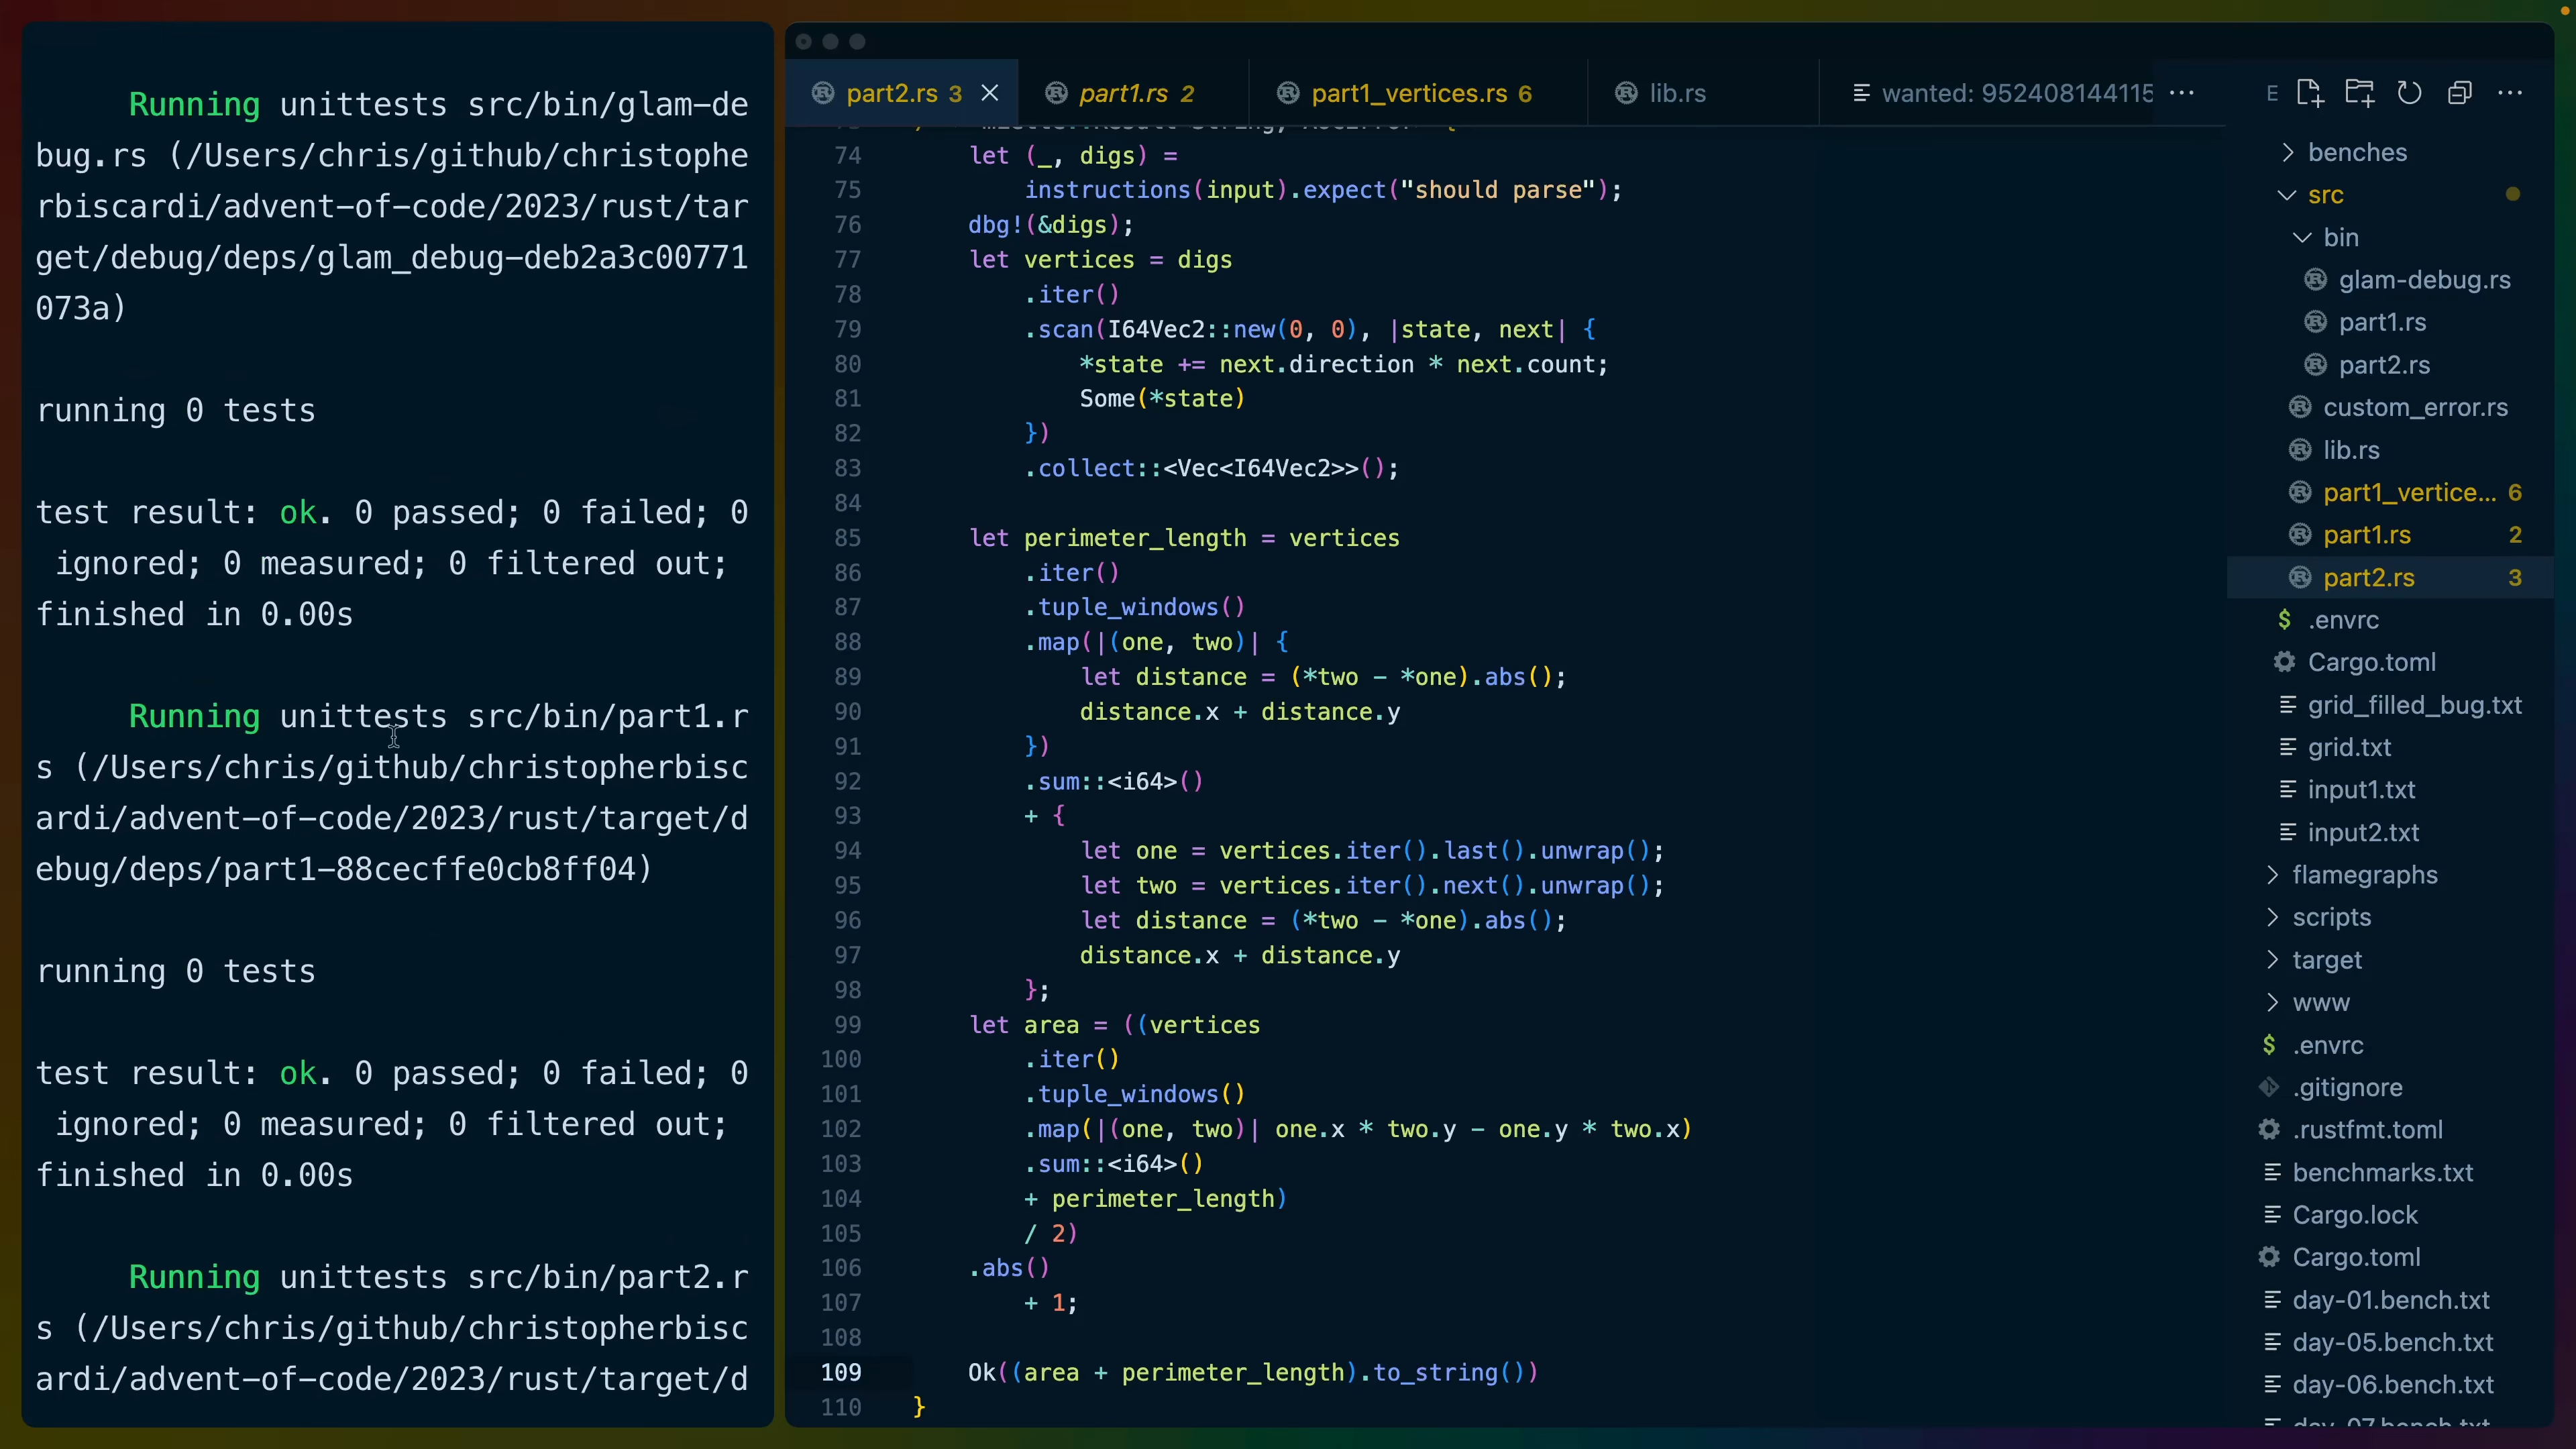 Running unittests src/bin/glam-de
bug.rs (/Users/chris/github/christophe
rbiscardi/advent-of-code/2023/rust/tar
get/debug/deps/glam_debug-deb2a3c00771
073a)
running 0 tests
test result: ok. 0 passed; 0 failed; 0
ignored; 0 measured; 0 filtered out;
finished in 0.00s
Running unittests src/bin/part1.r
s (/Users/chris/github/christopherbisc
ardi/advent-of-code/2023/rust/target/d
ebug/deps/part1-88cecffe0cb8ff04)
running 0 tests
test result: ok. 0 passed; 0 failed; 0
ignored; 0 measured; 0 filtered out;
finished in 0.00s
Running unittests src/bin/part2.r
s (/Users/chris/github/christopherbisc
ardi/advent-of-code/2023/rust/target/d
part2.rs 3
part1.rs 2
part1_vertices.rs 6
lib.rs
wanted: 952408144115
74 let (_, digs) =
75 instructions(input).expect("should parse");
76 dbg!(&digs);
77 let vertices = digs
78 .iter()
79 .scan(I64Vec2::new(0, 0), |state, next| {
80 *state += next.direction * next.count;
81 Some(*state)
82 })
83 .collect::<Vec<I64Vec2>>();
84
85 let perimeter_length = vertices
86 .iter()
87 .tuple_windows()
88 .map(|(one, two)| {
89 let distance = (*two - *one).abs();
90 distance.x + distance.y
91 })
92 .sum::<i64>()
93 + {
94 let one = vertices.iter().last().unwrap();
95 let two = vertices.iter().next().unwrap();
96 let distance = (*two - *one).abs();
97 distance.x + distance.y
98 };
99 let area = ((vertices
100 .iter()
101 .tuple_windows()
102 .map(|(one, two)| one.x * two.y - one.y * two.x)
103 .sum::<i64>()
104 + perimeter_length)
105 / 2)
106 .abs()
107 + 1;
108
109 Ok((area + perimeter_length).to_string())
110 }
E
benches
src
bin
glam-debug.rs
part1.rs
part2.rs
custom_error.rs
lib.rs
part1_vertice... 6
part1.rs 2
part2.rs 3
.envrc
Cargo.toml
grid_filled_bug.txt
grid.txt
input1.txt
input2.txt
flamegraphs
scripts
target
www
.envrc
.gitignore
.rustfmt.toml
benchmarks.txt
Cargo.lock
Cargo.toml
day-01.bench.txt
day-05.bench.txt
day-06.bench.txt
day-07.bench.txt